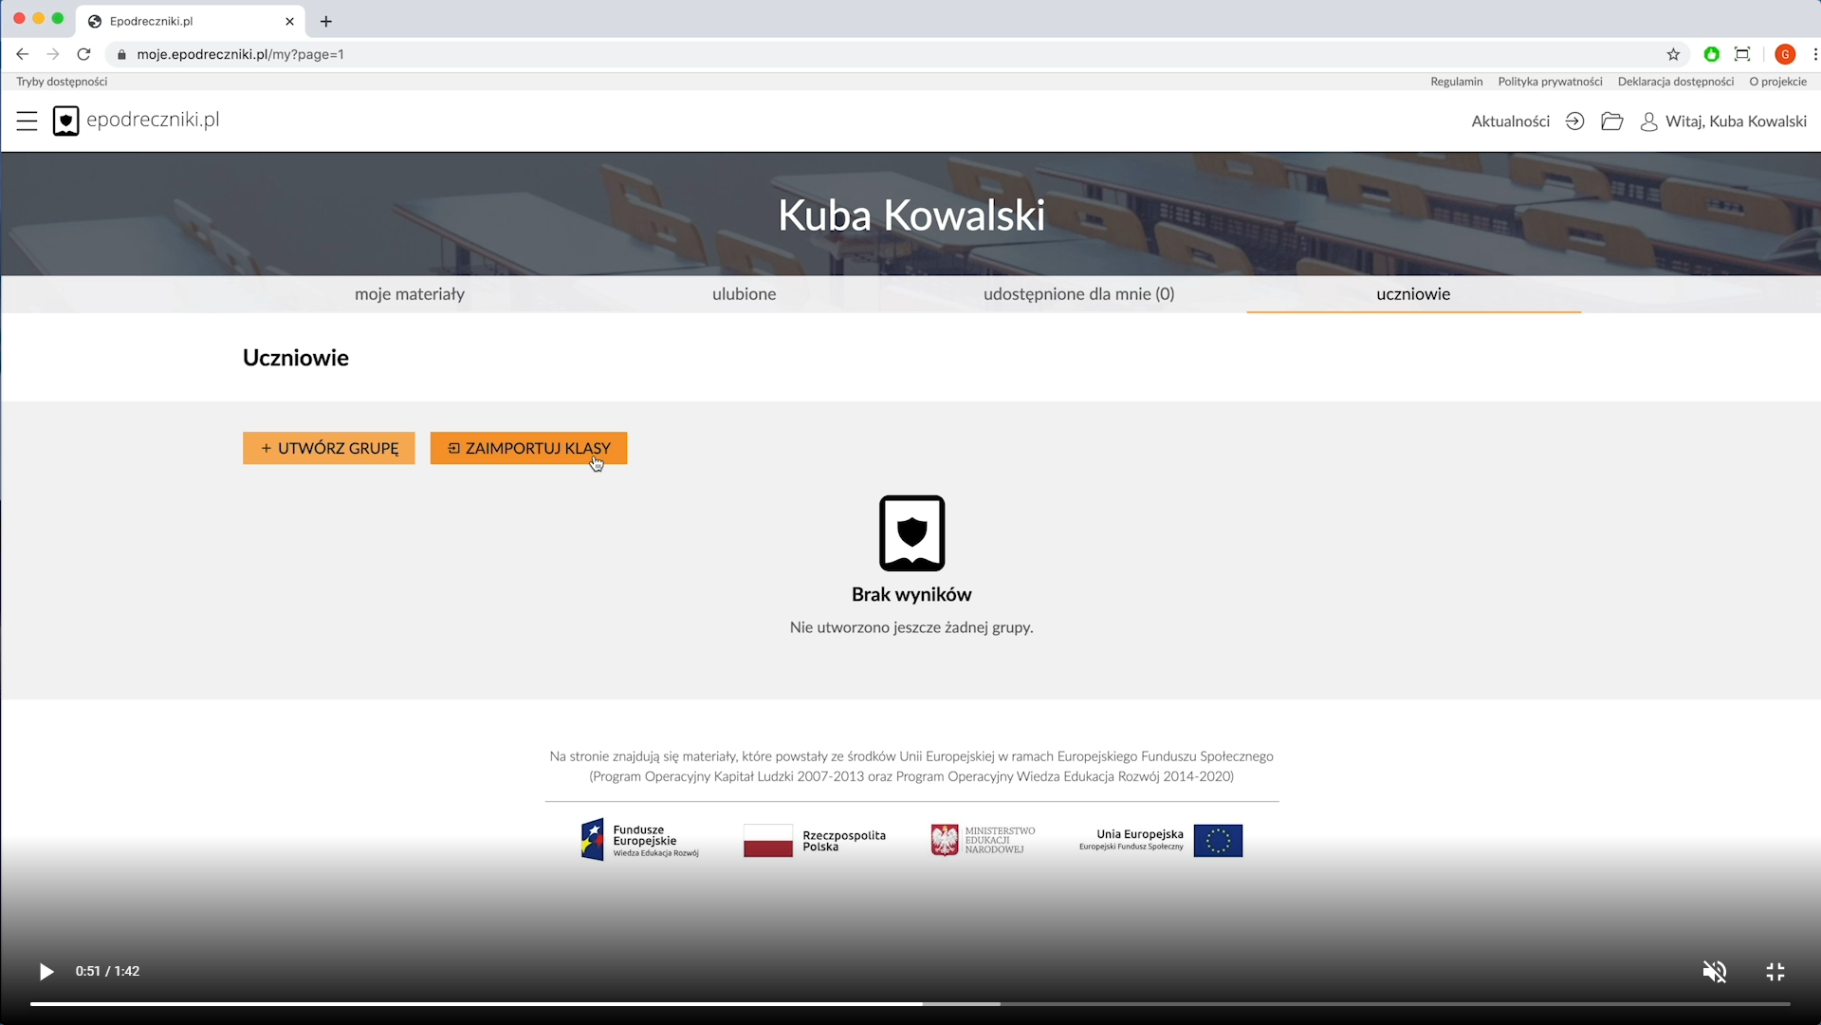 Epodreczniki.pl
moje.epodreczniki.pl/my?page=1
G
Tryby dostępności
Regulamin Polityka prywatności Deklaracja dostępności O projekcie
epodreczniki.pl
Aktualności Witaj, Kuba Kowalski
Kuba Kowalski
moje materiały ulubione udostępnione dla mnie (0) uczniowie
Uczniowie
+ UTWÓRZ GRUPĘ ZAIMPORTUJ KLASY
Brak wyników
Nie utworzono jeszcze żadnej grupy.
Na stronie znajdują się materiały, które powstały ze środków Unii Europejskiej w ramach Europejskiego Funduszu Społecznego
(Program Operacyjny Kapitał Ludzki 2007-2013 oraz Program Operacyjny Wiedza Edukacja Rozwój 2014-2020)
Fundusze
Europejskie
Wiedza Edukacja Rozwój
Rzeczpospolita
Polska
MINISTERSTWO
EDUKACJI
NARODOWEJ
Unia Europejska
Europejski Fundusz Społeczny
0:51 / 1:42